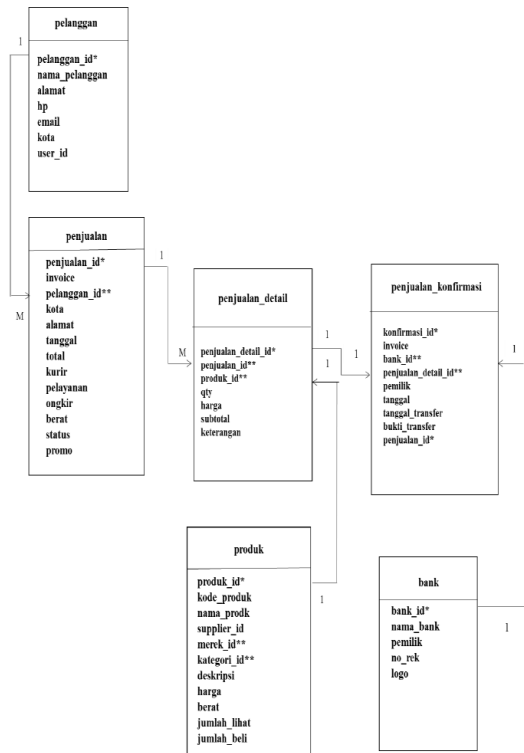 pelanggan
1
pelanggan_id*
nama_pelanggan
alamat
hp
email
kota
user_id
penjualan
penjualan_id*
invoice
pelanggan_id**
kota
alamat
tanggal
total
kurir
pelayanan
ongkir
berat
status
promo
M
1
M
penjualan_detail
penjualan_detail_id*
penjualan_id**
produk_id**
qty
harga
subtotal
keterangan
1
1
1
penjualan_konfirmasi
konfirmasi_id*
invoice
bank_id**
penjualan_detail_id**
pemilik
tanggal
tanggal_transfer
bukti_transfer
penjualan_id*
1
produk
produk_id*
kode_produk
nama_prodk
supplier_id
merek_id**
kategori_id**
deskripsi
harga
berat
jumlah_lihat
jumlah_beli
1
bank
bank_id*
nama_bank
pemilik
no_rek
logo
1